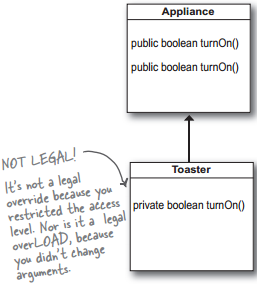 Appliance
public boolean turnOn()
public boolean turnOn()
NOT LEGAL!
It's not a legal
override because you
restricted the access
level. Nor is it a legal
overLOAD, because
you didn't change
arguments.
Toaster
private boolean turnOn()